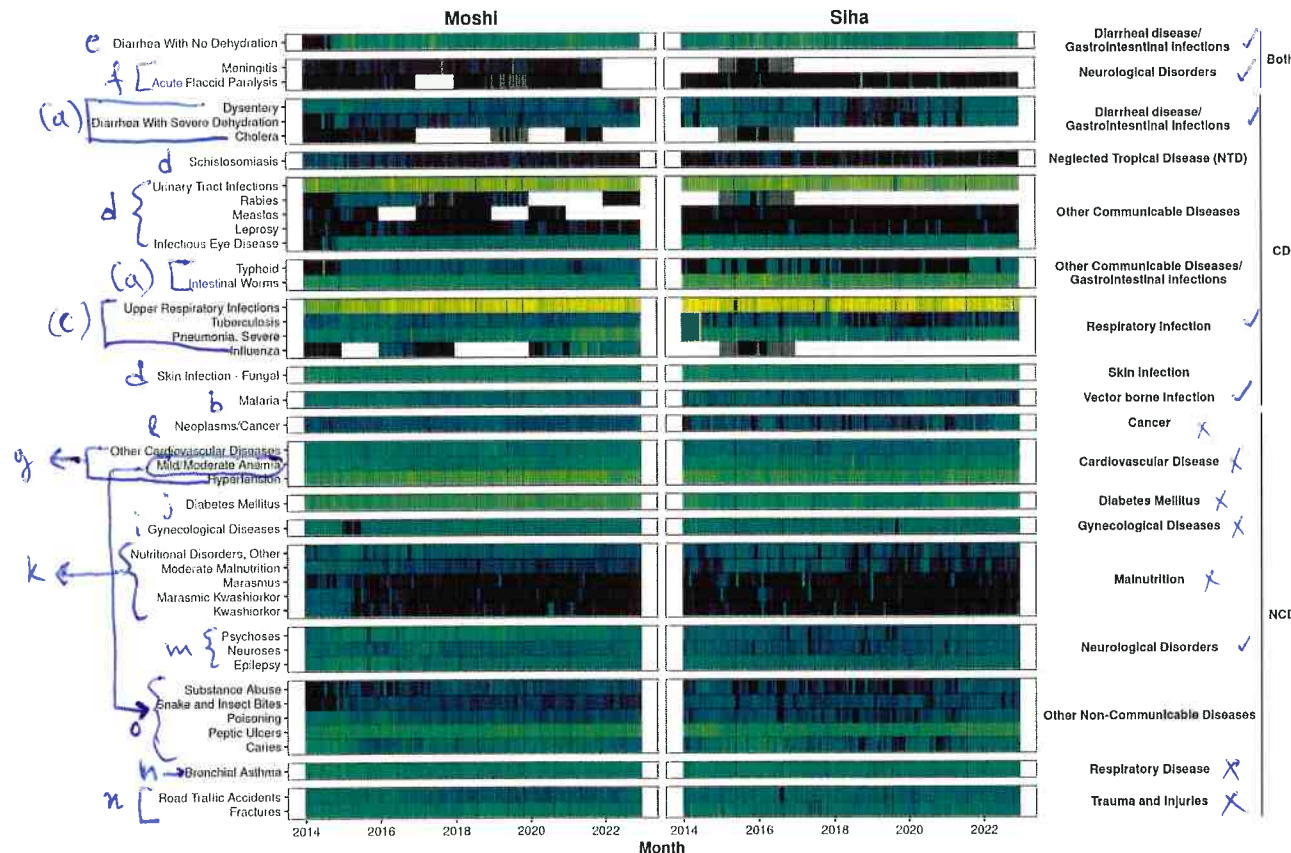 Moshi Siha
e Diarrhea With No Dehydration Diarrheal disease/
Gastrointesntinal Infections ✓
Both
f Meningitis
Acute Flaccid Paralysis Neurological Disorders ✓
(a) Dysentery
Diarrhea With Severe Dehydration Diarrheal disease/
Gastrointesntinal Infections ✓
Cholera
d Schistosomiasis Neglected Tropical Disease (NTD)
d Urinary Tract Infections
Rabies
Measles
Leprosy
Infectious Eye Disease
Other Communicable Diseases
CD
(a) Typhoid
Intestinal Worms
Other Communicable Diseases/
Gastrointestinal Infections
(c) Upper Respiratory Infections
Tuberculosis
Pneumonia, Severe
Influenza
Respiratory Infection ✓
d Skin Infection - Fungal Skin Infection
b Malaria Vector borne Infection ✓
l Neoplasms/Cancer Cancer x
g Other Cardiovascular Diseases
Mild/Moderate Anemia
Hypertension
Cardiovascular Disease x
j Diabetes Mellitus Diabetes Mellitus x
i Gynecological Diseases Gynecological Diseases x
k Nutritional Disorders, Other
Moderate Malnutrition
Marasmus
Marasmic Kwashiorkor
Kwashiorkor
Malnutrition x
m Psychoses
Neuroses
Epilepsy
Neurological Disorders ✓
NCD
o Substance Abuse
Snake and Insect Bites
Poisoning
Peptic Ulcers
Caries
Other Non-Communicable Diseases
h Bronchial Asthma Respiratory Disease x
n Road Traffic Accidents
Fractures
Trauma and Injuries x
2014 2016 2018 2020 2022 2014 2016 2018 2020 2022
Month